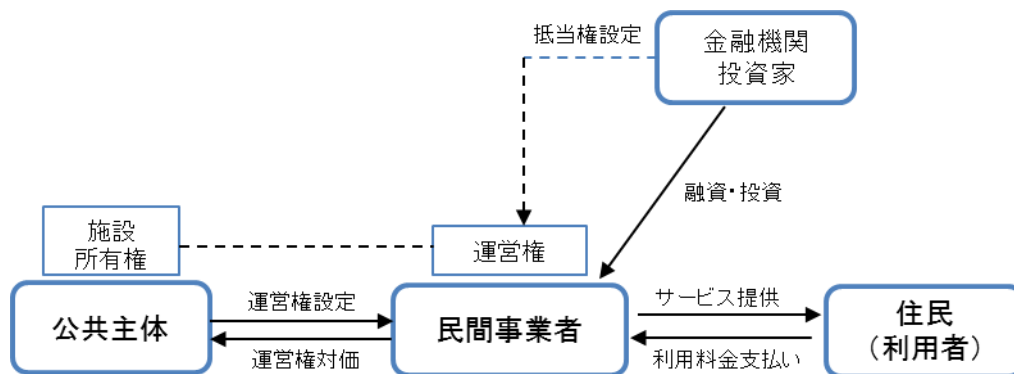 抵当権設定
金融機関
投資家
融資・投資
施設
所有権
運営権
公共主体
運営権設定
運営権対価
民間事業者
サービス提供
利用料金支払い
住民
（利用者）